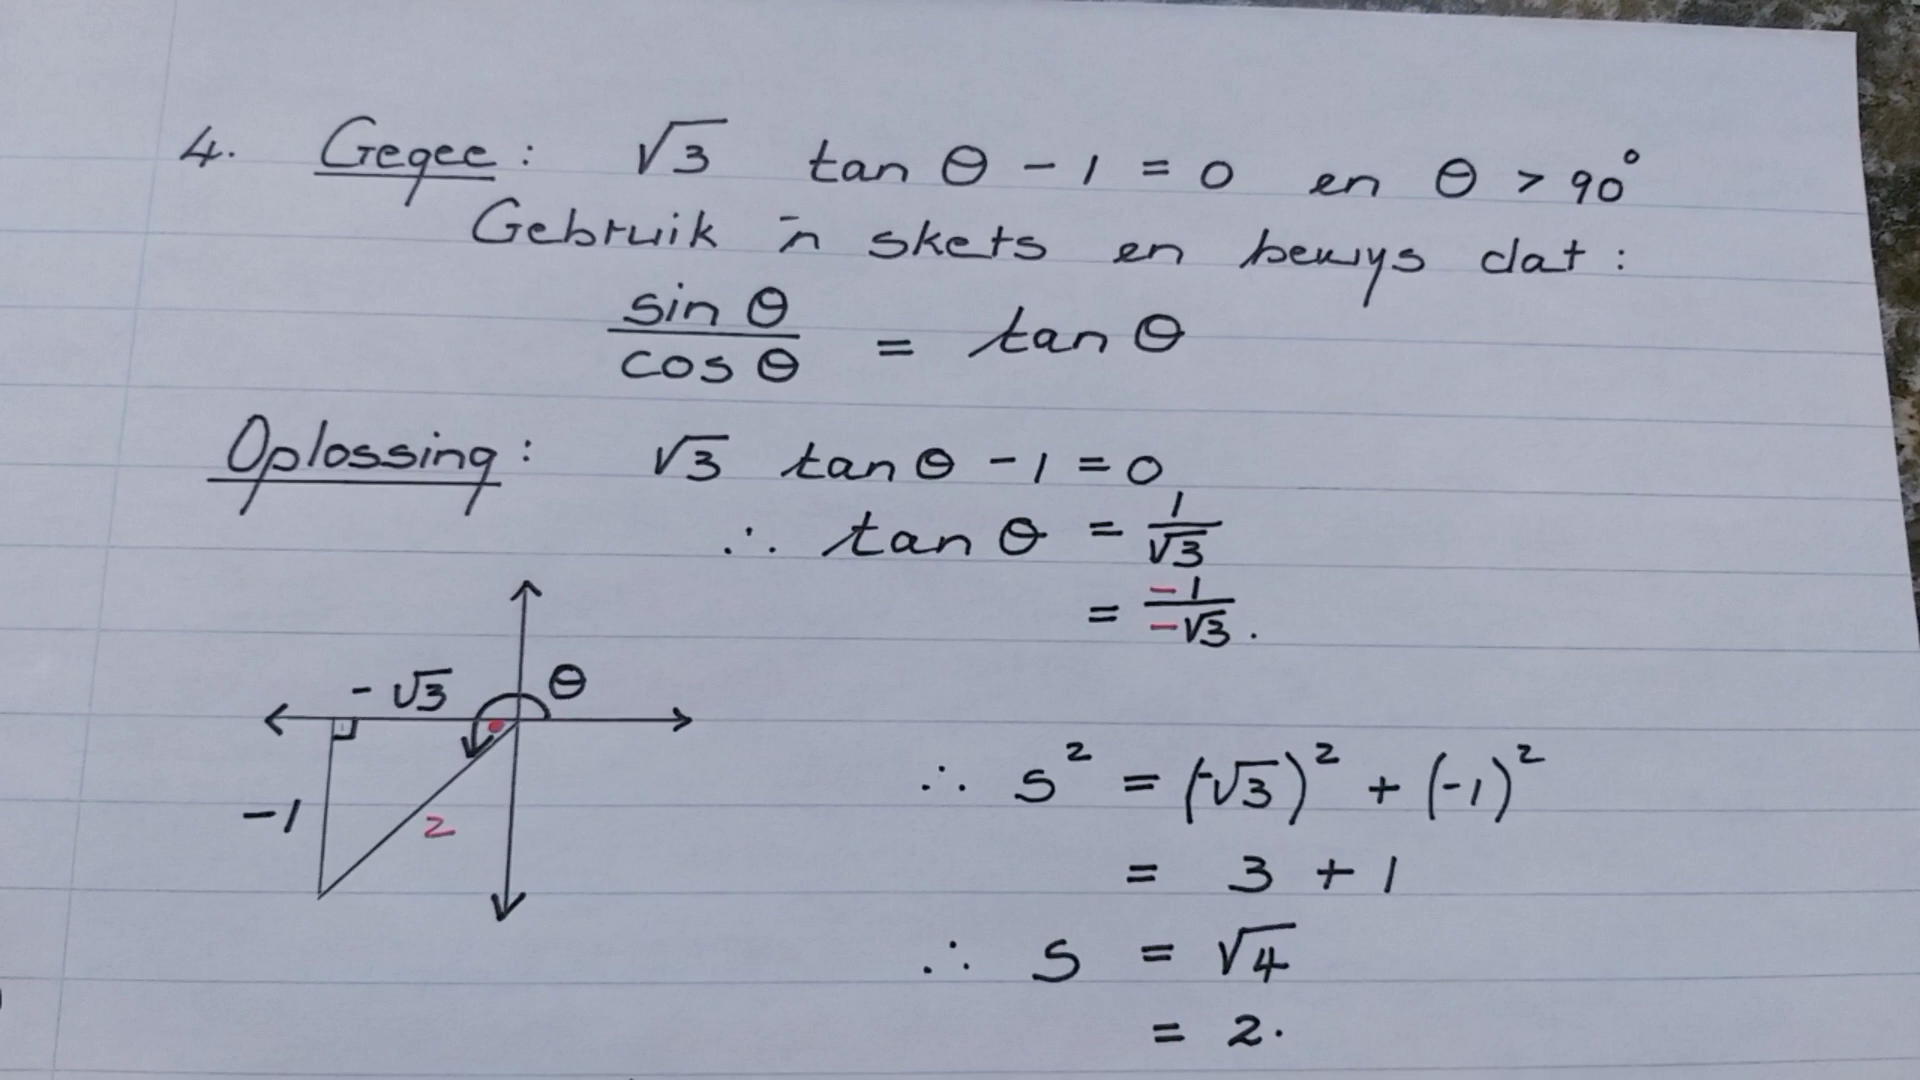 4. Gegee: √3 tan θ - 1 = 0 en θ > 90°
Gebruik 'n skets en bewys dat:
sin θ / cos θ = tan θ
Oplossing: √3 tan θ - 1 = 0
∴ tan θ = 1/√3
= -1/-√3.
-√3 θ
-1
2
∴ s² = (-√3)² + (-1)²
= 3 + 1
∴ s = √4
= 2.